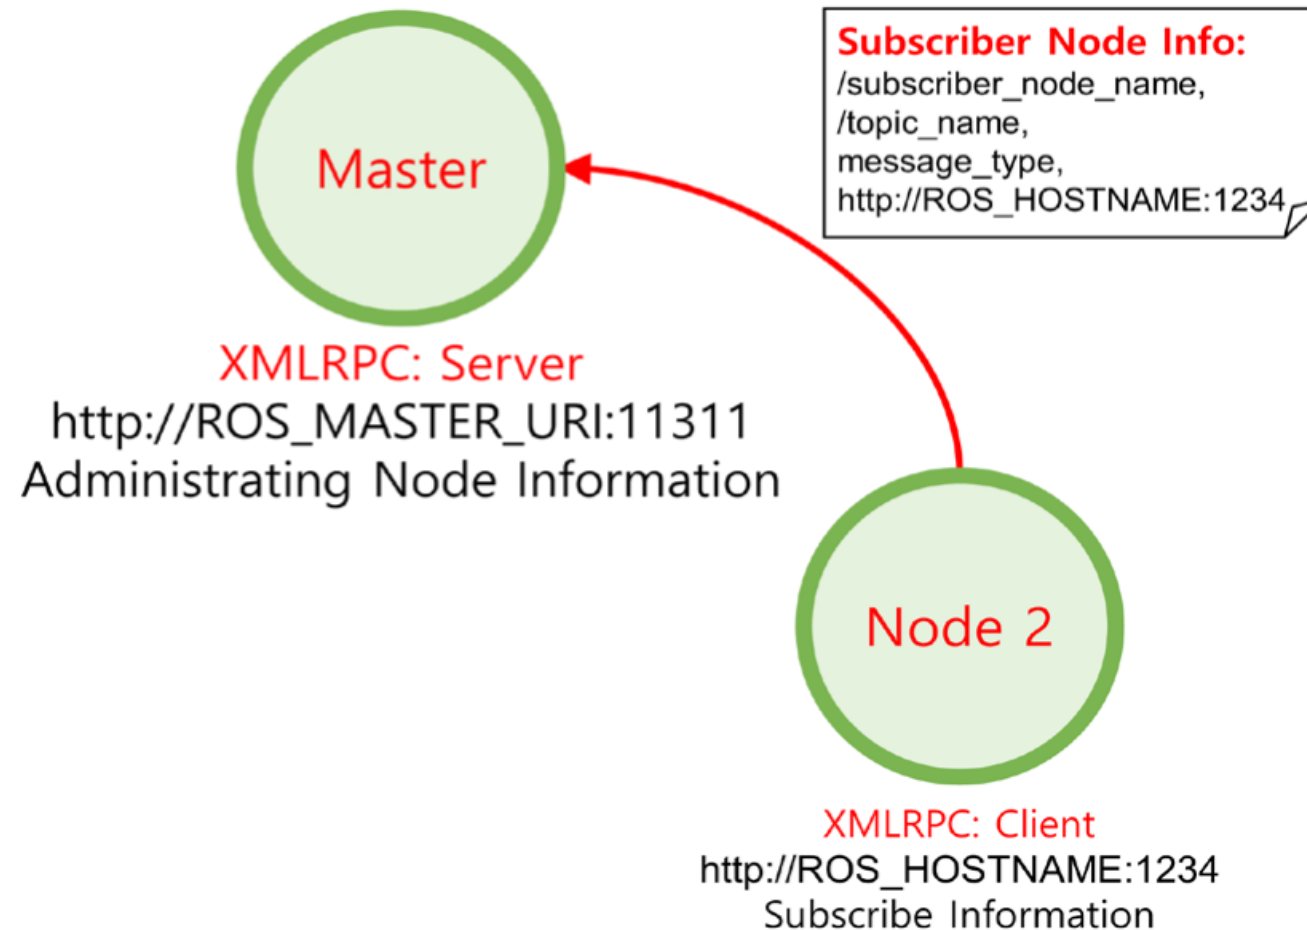 Master
XMLRPC: Server
http://ROS_MASTER_URI:11311
Administrating Node Information
Subscriber Node Info:
/subscriber_node_name,
/topic_name,
message_type,
http://ROS_HOSTNAME:1234
Node 2
XMLRPC: Client
http://ROS_HOSTNAME:1234
Subscribe Information